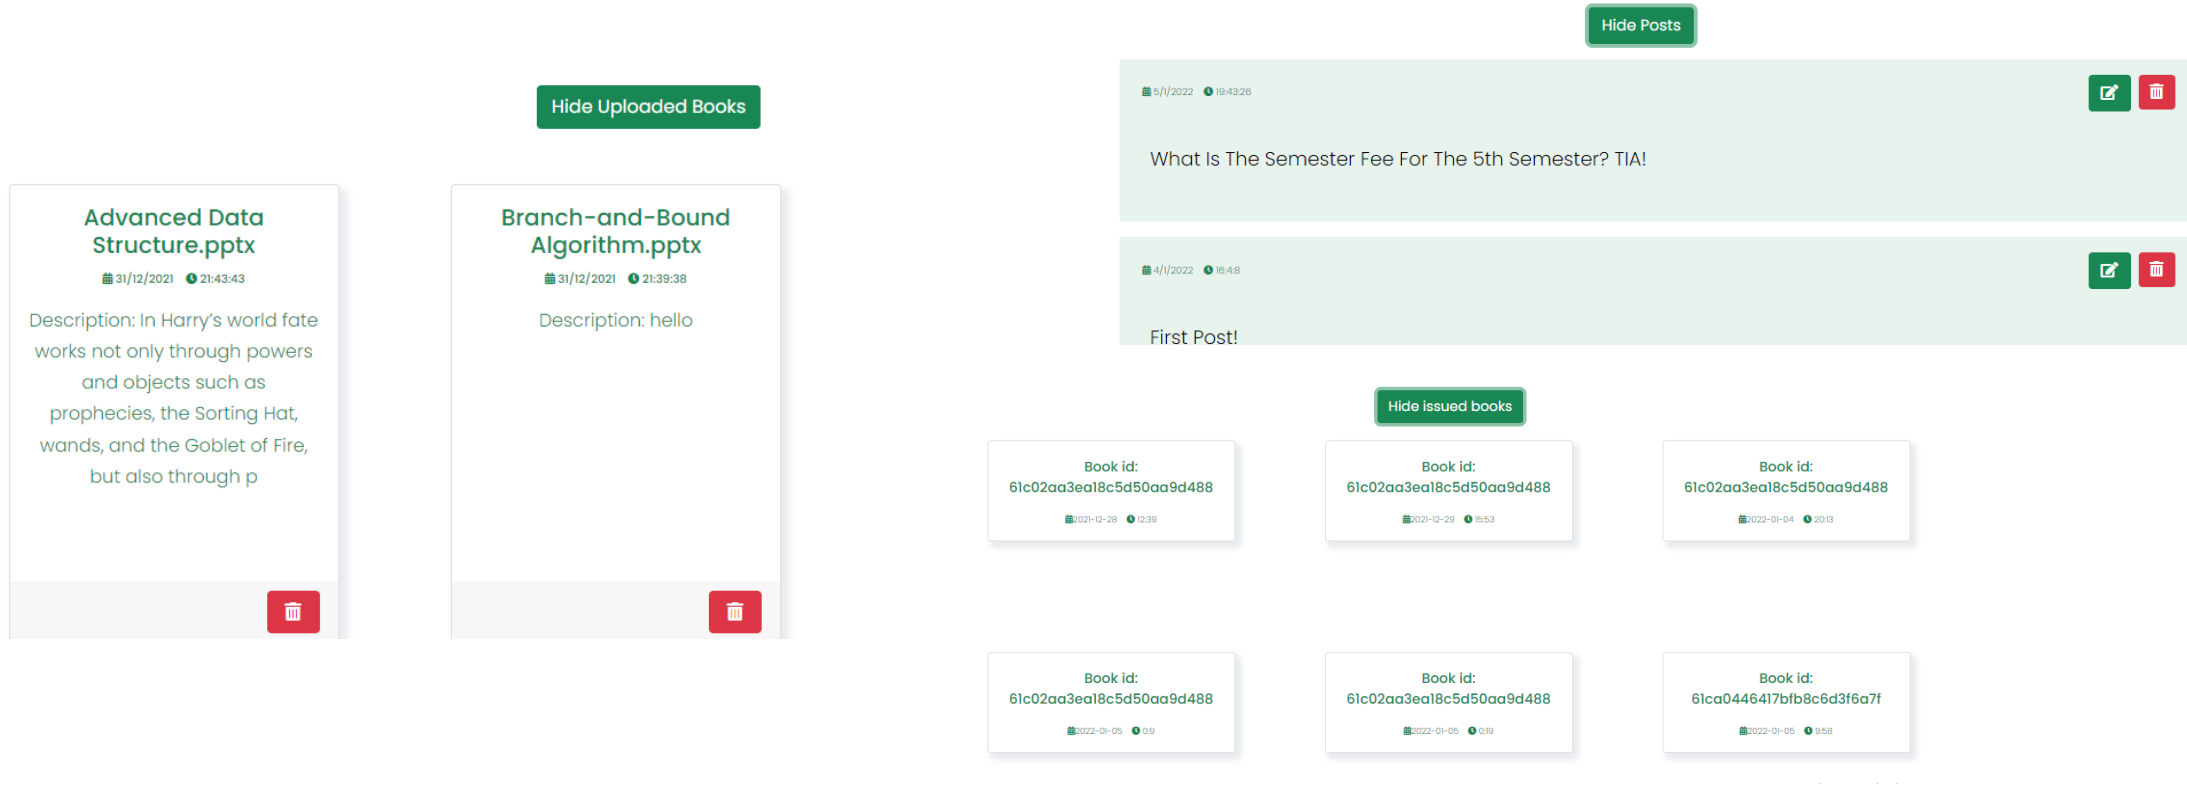 Hide Uploaded Books
Advanced Data
Structure.pptx
31/12/2021 21:43:43
Description: In Harry’s world fate
works not only through powers
and objects such as
prophecies, the Sorting Hat,
wands, and the Goblet of Fire,
but also through p
Branch-and-Bound
Algorithm.pptx
31/12/2021 21:39:38
Description: hello
Hide Posts
5/1/2022 19:43:26
What Is The Semester Fee For The 5th Semester? TIA!
4/1/2022 16:4:8
First Post!
Hide issued books
Book id:
61c02aa3ea18c5d50aa9d488
2021-12-28 12:39
Book id:
61c02aa3ea18c5d50aa9d488
2021-12-29 15:53
Book id:
61c02aa3ea18c5d50aa9d488
2022-01-04 20:13
Book id:
61c02aa3ea18c5d50aa9d488
2022-01-05 0:9
Book id:
61c02aa3ea18c5d50aa9d488
2022-01-05 0:19
Book id:
61ca0446417bfb8c6d3f6a7f
2022-01-05 9:58